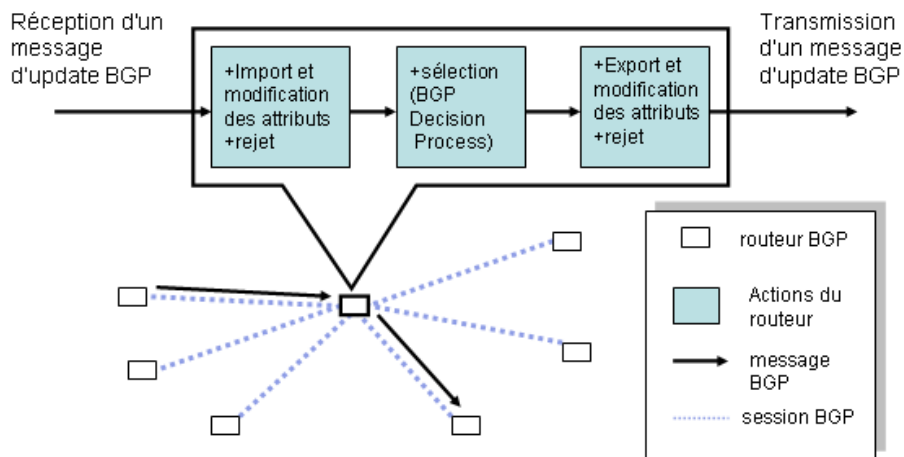 Réception d'un
message
d'update BGP
+Import et
modification
des attributs
+rejet
+sélection
(BGP
Decision
Process)
+Export et
modification
des attributs
+rejet
Transmission
d'un message
d'update BGP
routeur BGP
Actions du
routeur
message
BGP
session BGP